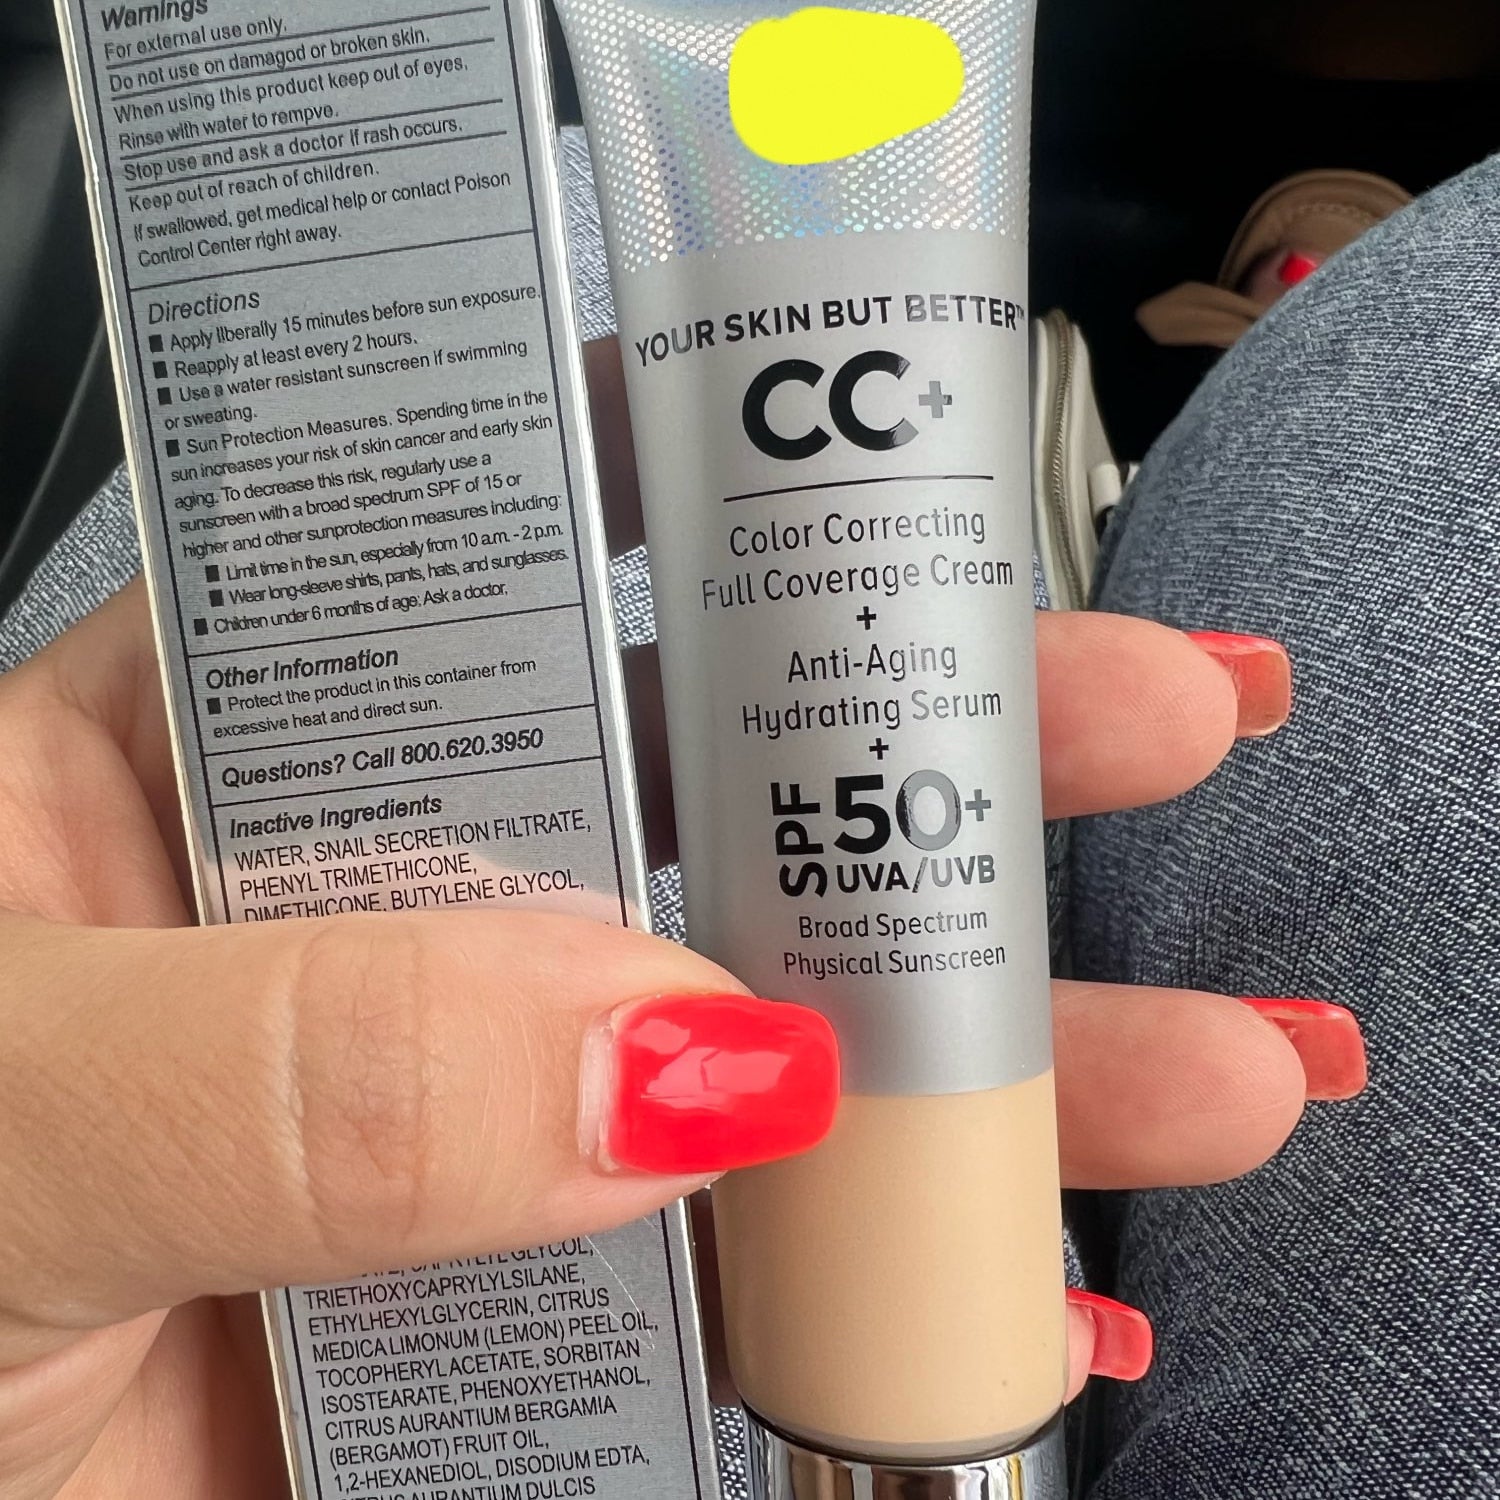 Warnings
For external use only.
Do not use on damagod or broken skin.
When using this product keep out of eyes.
Rinse with water to rempve.
Stop use and ask a doctor if rash occurs.
Keep out of reach of children.
If swallowed, get medical help or contact Poison
Control Center right away.
Directions
■ Apply liberally 15 minutes before sun exposure.
■ Reapply at least every 2 hours.
■ Use a water resistant sunscreen if swimming
or sweating.
■ Sun Protection Measures. Spending time in the
sun increases your risk of skin cancer and early skin
aging. To decrease this risk, regularly use a
sunscreen with a broad spectrum SPF of 15 or
higher and other sunprotection measures including:
■ Limit time in the sun, especially from 10 a.m. - 2 p.m.
■ Wear long-sleeve shirts, pants, hats, and sunglasses.
■ Children under 6 months of age: Ask a doctor,
Other Information
■ Protect the product in this container from
excessive heat and direct sun.
Questions? Call 800.620.3950
Inactive Ingredients
WATER, SNAIL SECRETION FILTRATE,
PHENYL TRIMETHICONE,
DIMETHICONE, BUTYLENE GLYCOL,
GLYCOL,
TRIETHOXYCAPRYLYLSILANE,
ETHYLHEXYLGLYCERIN, CITRUS
MEDICA LIMONUM (LEMON) PEEL OIL,
TOCOPHERYL ACETATE, SORBITAN
ISOSTEARATE, PHENOXYETHANOL,
CITRUS AURANTIUM BERGAMIA
(BERGAMOT) FRUIT OIL,
1,2-HEXANEDIOL, DISODIUM EDTA,
CITRUS AURANTIUM DULCIS
YOUR SKIN BUT BETTER™
CC+
Color Correcting
Full Coverage Cream
+
Anti-Aging
Hydrating Serum
+
SPF 50+
UVA/UVB
Broad Spectrum
Physical Sunscreen